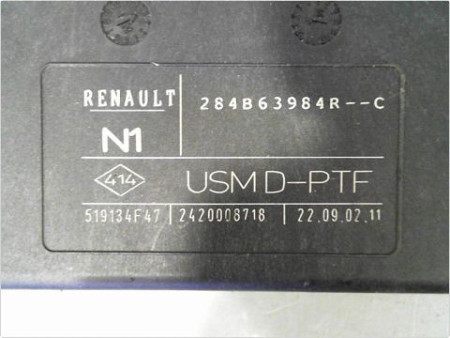 RENAULT 284B63984R--C
N1
414 USM D-PTF
519134F47 2420008718 22.09.02.11